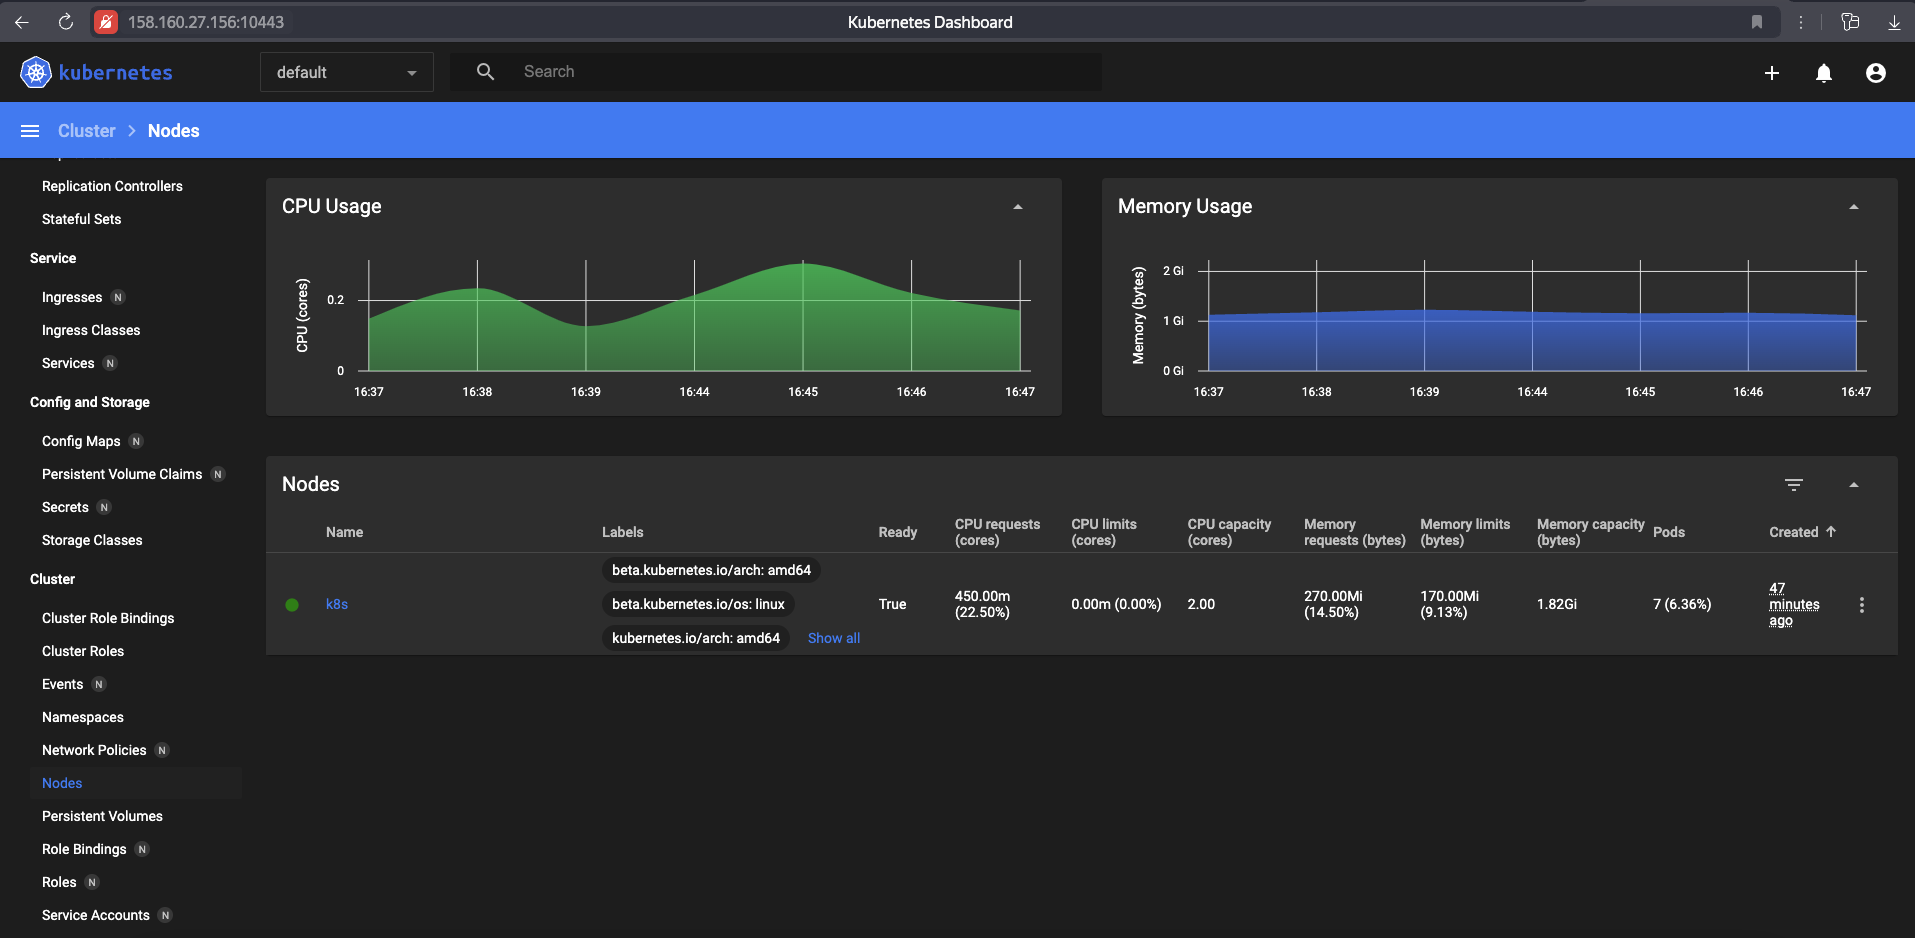 158.160.27.156:10443
Kubernetes Dashboard
kubernetes
default
Search
Cluster > Nodes
Replication Controllers
Stateful Sets
Service
Ingresses N
Ingress Classes
Services N
Config and Storage
Config Maps N
Persistent Volume Claims N
Secrets N
Storage Classes
Cluster
Cluster Role Bindings
Cluster Roles
Events N
Namespaces
Network Policies N
Nodes
Persistent Volumes
Role Bindings N
Roles N
Service Accounts N
CPU Usage
CPU (cores)
0.2
0
16:37 16:38 16:39 16:44 16:45 16:46 16:47
Memory Usage
Memory (bytes)
2 Gi
1 Gi
0 Gi
16:37 16:38 16:39 16:44 16:45 16:46 16:47
Nodes
Name
Labels
Ready
CPU requests
(cores)
CPU limits
(cores)
CPU capacity
(cores)
Memory
requests (bytes)
Memory limits
(bytes)
Memory capacity
(bytes)
Pods
Created
k8s
beta.kubernetes.io/arch: amd64
beta.kubernetes.io/os: linux
kubernetes.io/arch: amd64
Show all
True
450.00m
(22.50%)
0.00m (0.00%)
2.00
270.00Mi
(14.50%)
170.00Mi
(9.13%)
1.82Gi
7 (6.36%)
47
minutes
ago